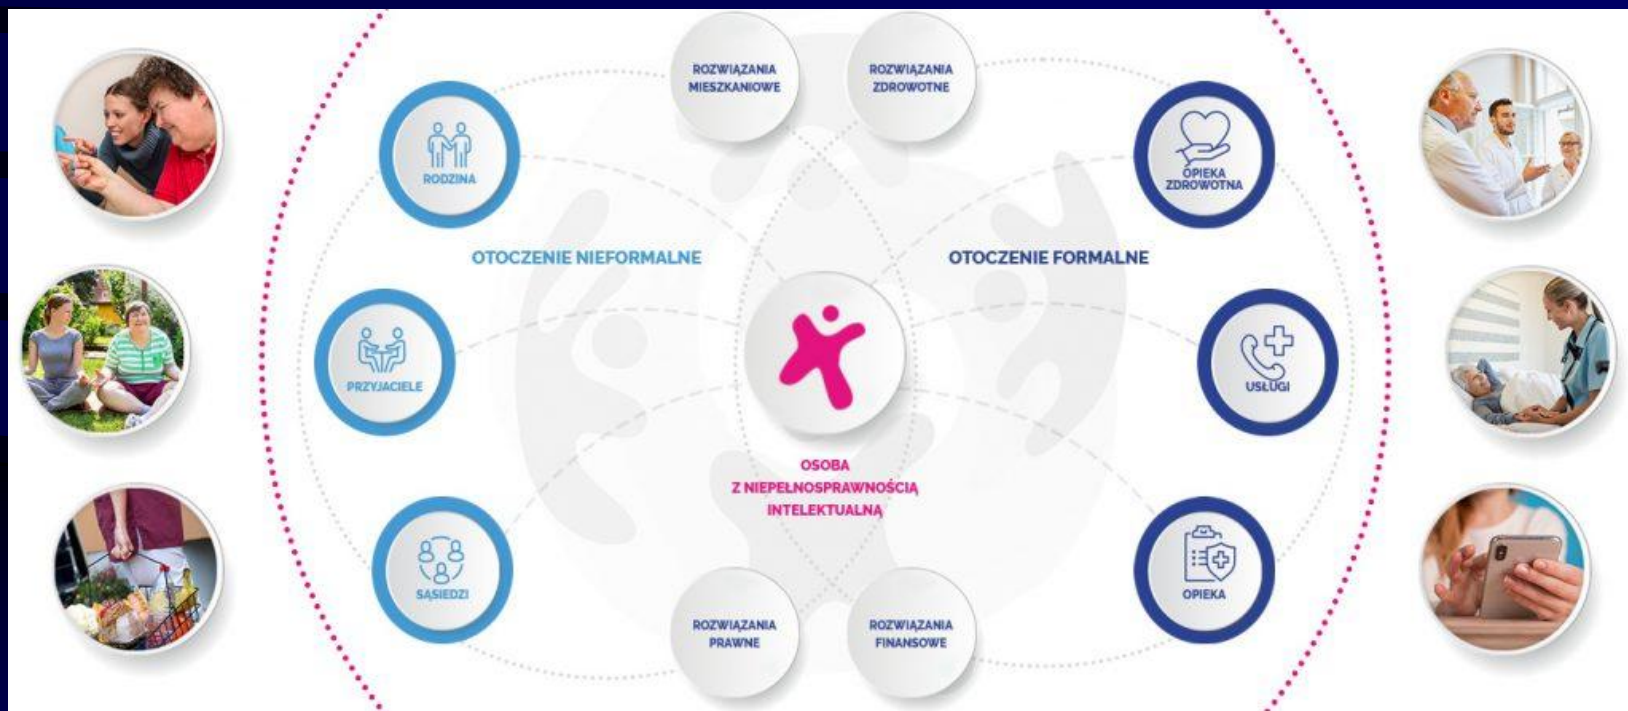 ROZWIĄZANIA
MIESZKANIOWE
ROZWIĄZANIA
ZDROWOTNE
RODZINA
OPIEKA
ZDROWOTNA
OTOCZENIE NIEFORMALNE
OTOCZENIE FORMALNE
PRZYJACIELE
USŁUGI
OSOBA
Z NIEPEŁNOSPRAWNOŚCIĄ
INTELEKTUALNĄ
SĄSIEDZI
OPIEKA
ROZWIĄZANIA
PRAWNE
ROZWIĄZANIA
FINANSOWE